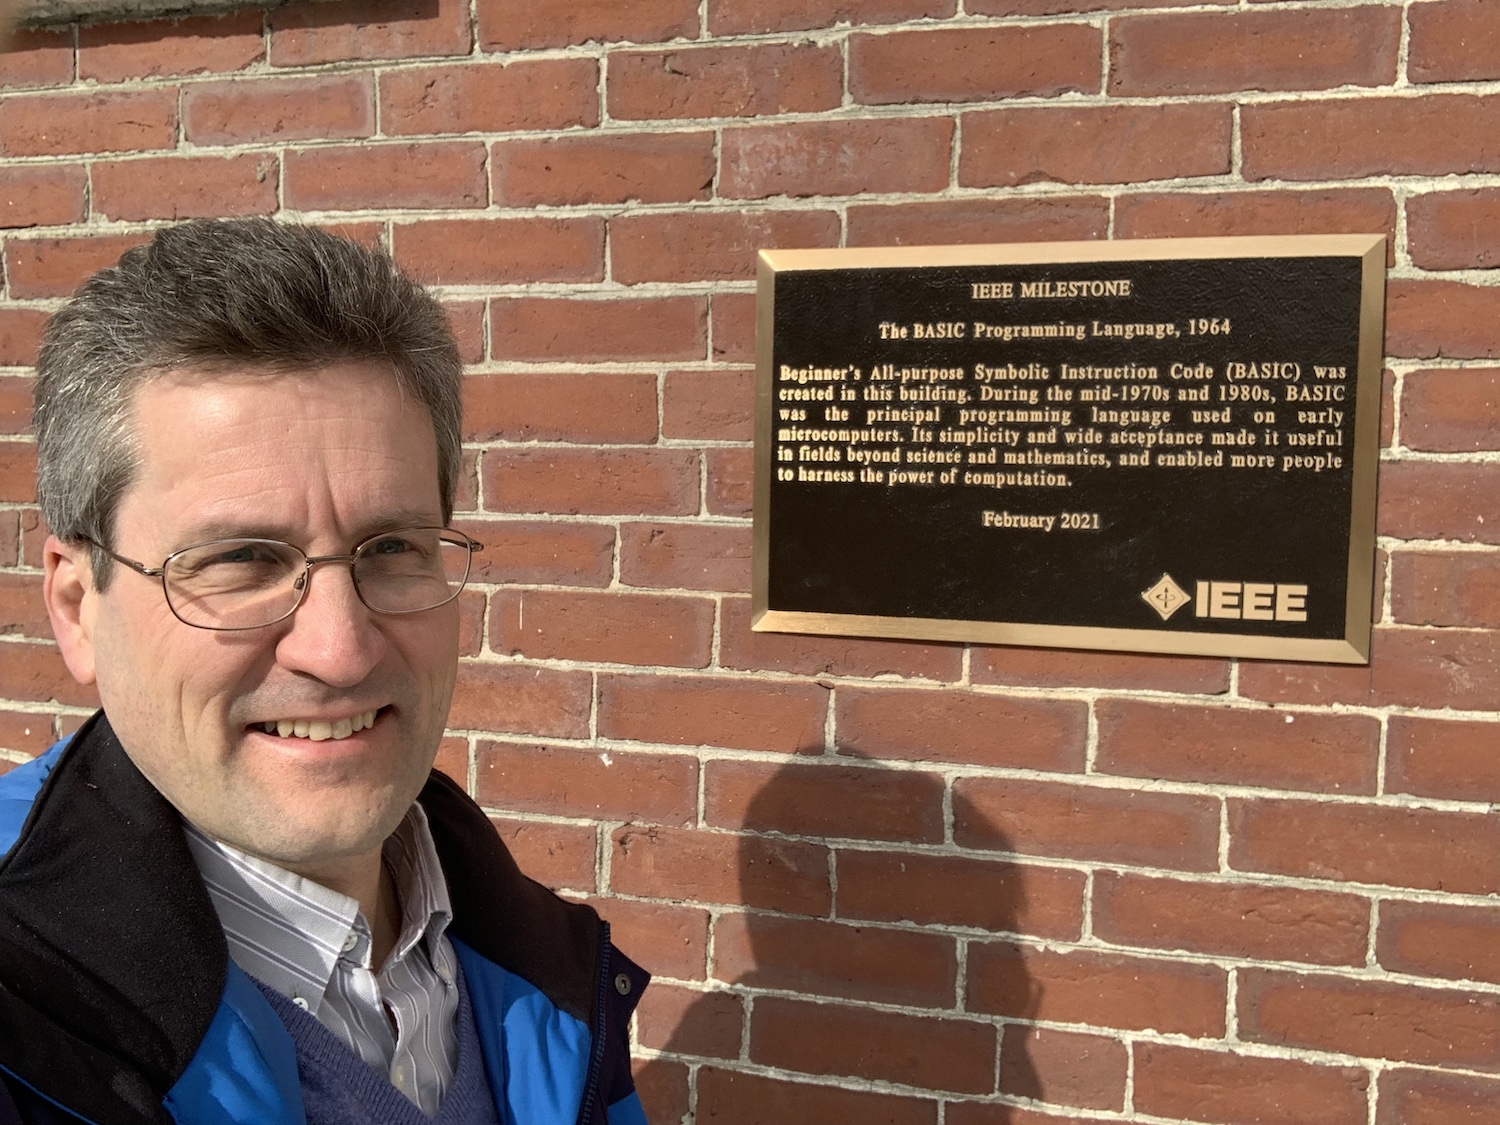 IEEE MILESTONE
The BASIC Programming Language, 1964
Beginner's All-purpose Symbolic Instruction Code (BASIC) was
created in this building. During the mid-1970s and 1980s, BASIC
was the principal programming language used on early
microcomputers. Its simplicity and wide acceptance made it useful
in fields beyond science and mathematics, and enabled more people
to harness the power of computation.
February 2021
IEEE